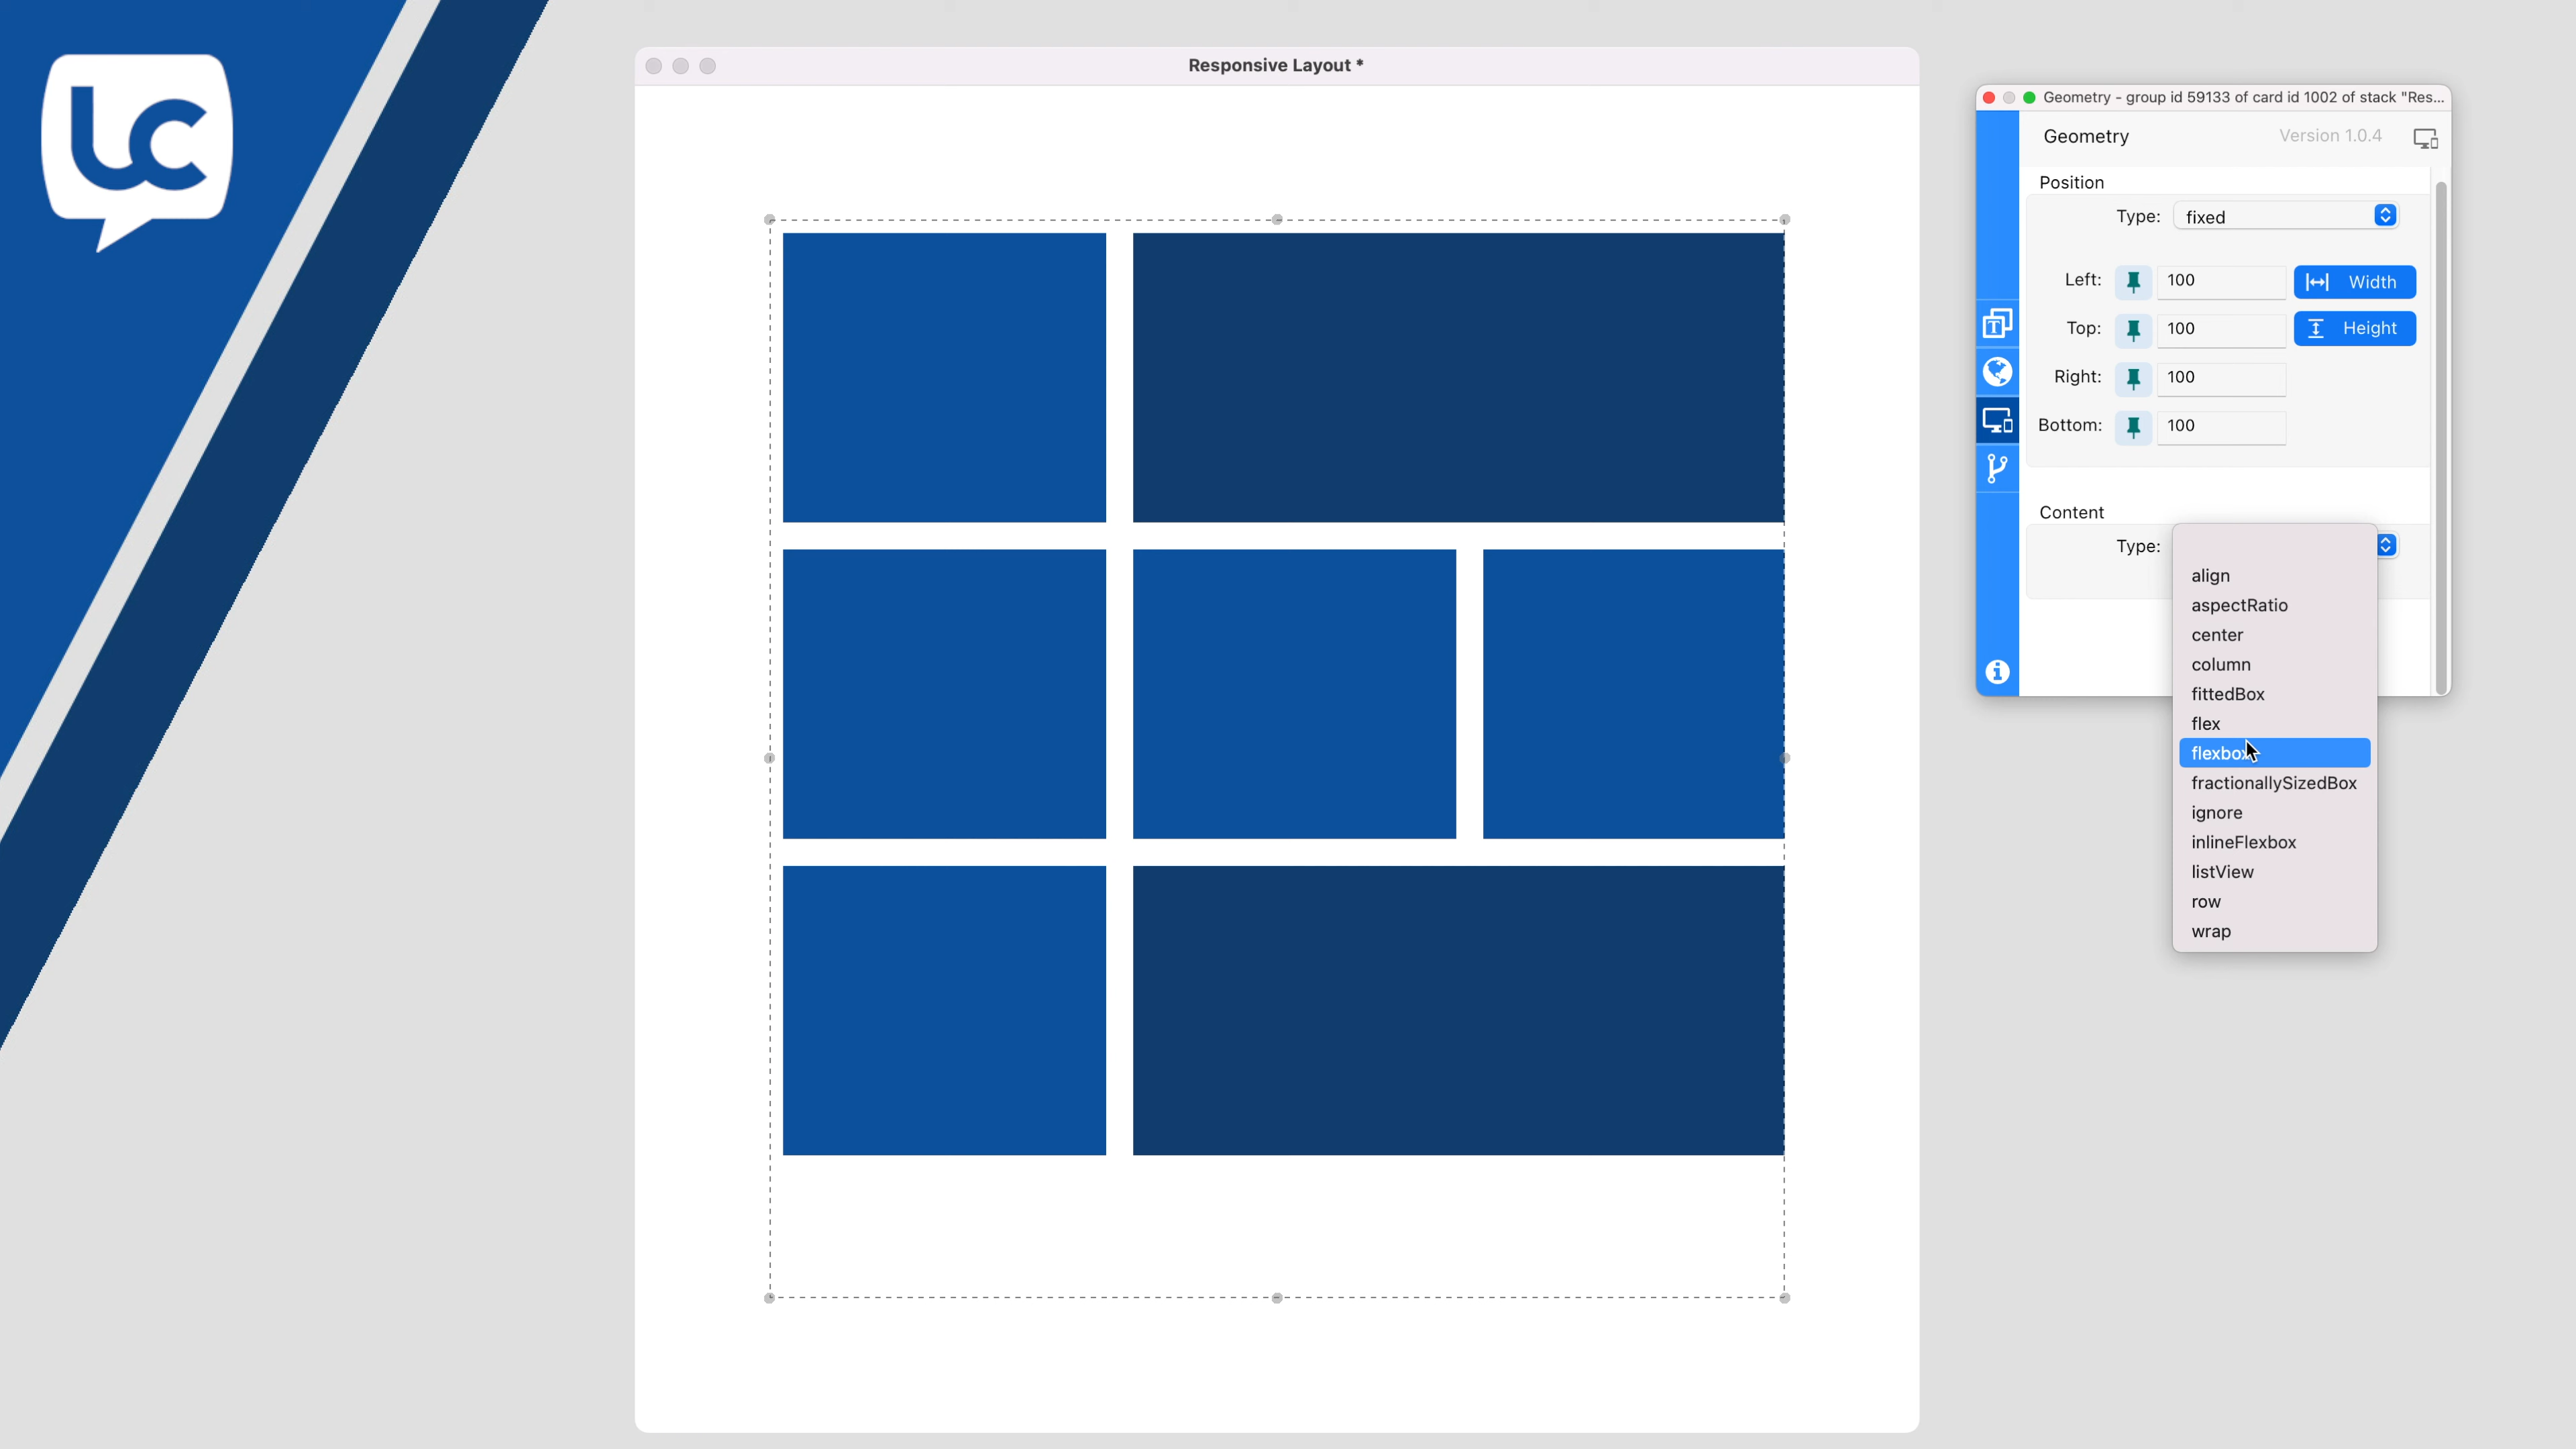 LC
Responsive Layout *
Geometry - group id 59133 of card id 1002 of stack "Res...
Geometry
Version 1.0.4
Position
Type:
fixed
Left:
100
Width
Top:
100
Height
Right:
100
Bottom:
100
Content
Type:
align
aspectRatio
center
column
fittedBox
flex
flexbox
fractionallySizedBox
ignore
inlineFlexbox
listView
row
wrap